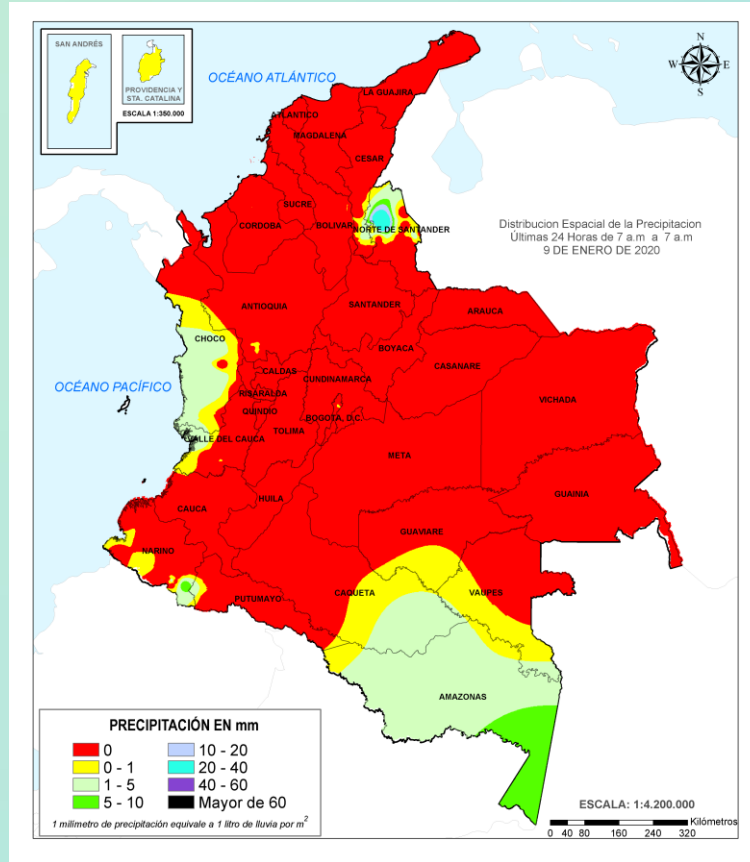 SAN ANDRÉS
PROVIDENCIA Y
STA. CATALINA
ESCALA 1:350.000
OCÉANO ATLÁNTICO
N
W
E
S
LA GUAJIRA
ATLANTICO
MAGDALENA
CESAR
SUCRE
CORDOBA
BOLIVAR
NORTE DE SANTANDER
Distribucion Espacial de la Precipitacion
Últimas 24 Horas de 7 a.m a 7 a.m
9 DE ENERO DE 2020
ANTIOQUIA
SANTANDER
ARAUCA
CHOCO
BOYACA
CASANARE
CALDAS
CUNDINAMARCA
OCÉANO PACÍFICO
RISARALDA
VICHADA
QUINDIO
BOGOTA, D.C.
TOLIMA
VALLE DEL CAUCA
META
GUAINIA
HUILA
CAUCA
GUAVIARE
NARIÑO
CAQUETA
VAUPES
PUTUMAYO
AMAZONAS
PRECIPITACIÓN EN mm
0
0 - 1
1 - 5
5 - 10
10 - 20
20 - 40
40 - 60
Mayor de 60
1 milimetro de precipitación equivale a 1 litro de lluvia por m2
ESCALA: 1:4.200.000
Kilómetros
0 40 80 160 240 320